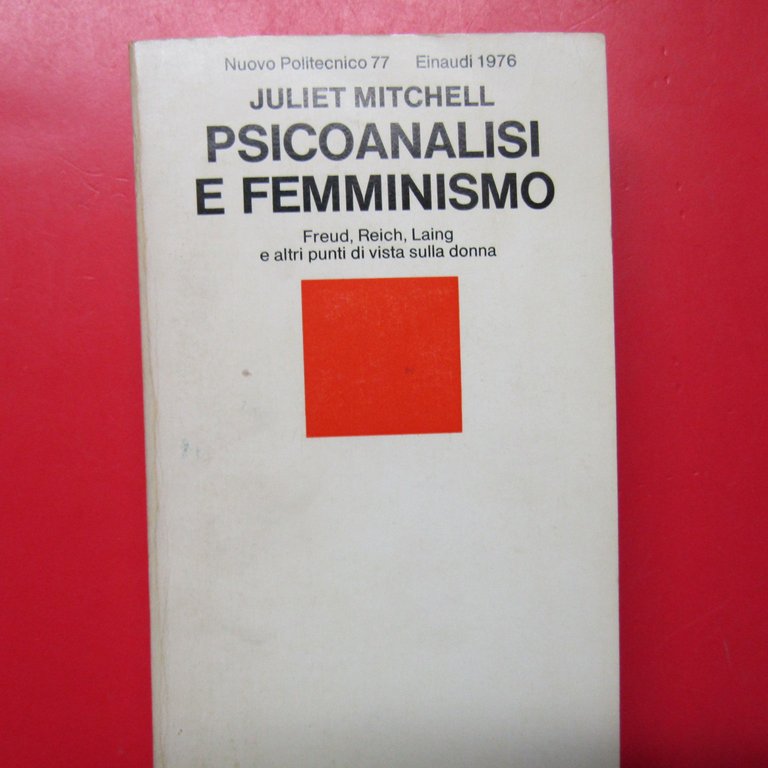 Nuovo Politecnico 77 Einaudi 1976
JULIET MITCHELL
PSICOANALISI
E FEMMINISMO
Freud, Reich, Laing
e altri punti di vista sulla donna